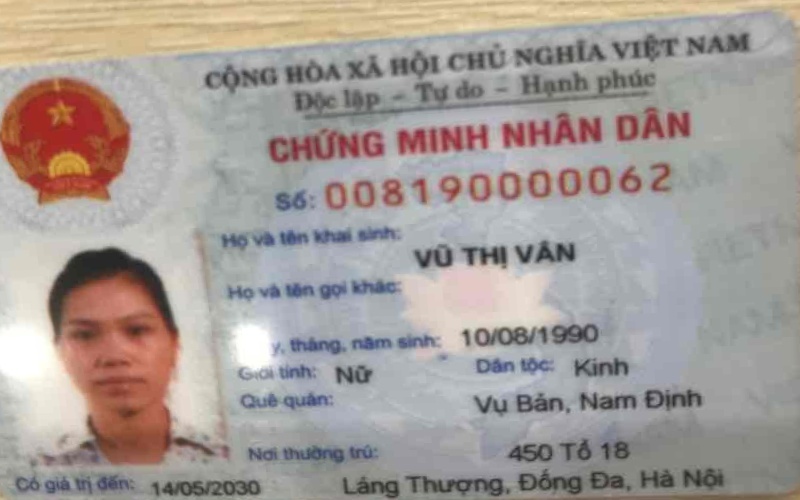 CỘNG HÒA XÃ HỘI CHỦ NGHĨA VIỆT NAM
Độc lập - Tự do - Hạnh phúc
CHỨNG MINH NHÂN DÂN
Số: 008190000062
Họ và tên khai sinh:
VŨ THỊ VÂN
Họ và tên gọi khác:
y, tháng, năm sinh: 10/08/1990
Giới tính: Nữ Dân tộc: Kinh
Quê quán: Vụ Bản, Nam Định
Nơi thường trú: 450 Tổ 18
Láng Thượng, Đống Đa, Hà Nội
Có giá trị đến: 14/05/2030